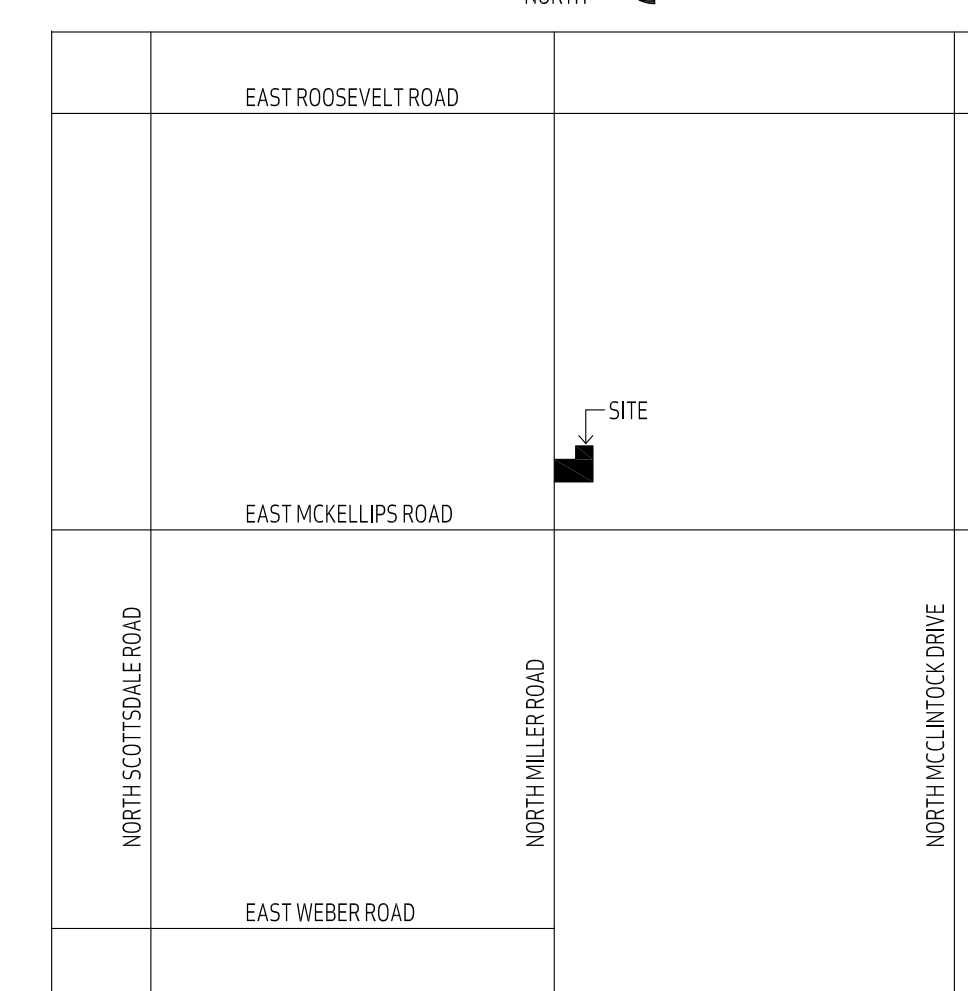 NORTH
EAST ROOSEVELT ROAD
SITE
EAST MCKELLIPS ROAD
NORTH SCOTTSDALE ROAD
NORTH MILLER ROAD
NORTH MCCLINTOCK DRIVE
EAST WEBER ROAD